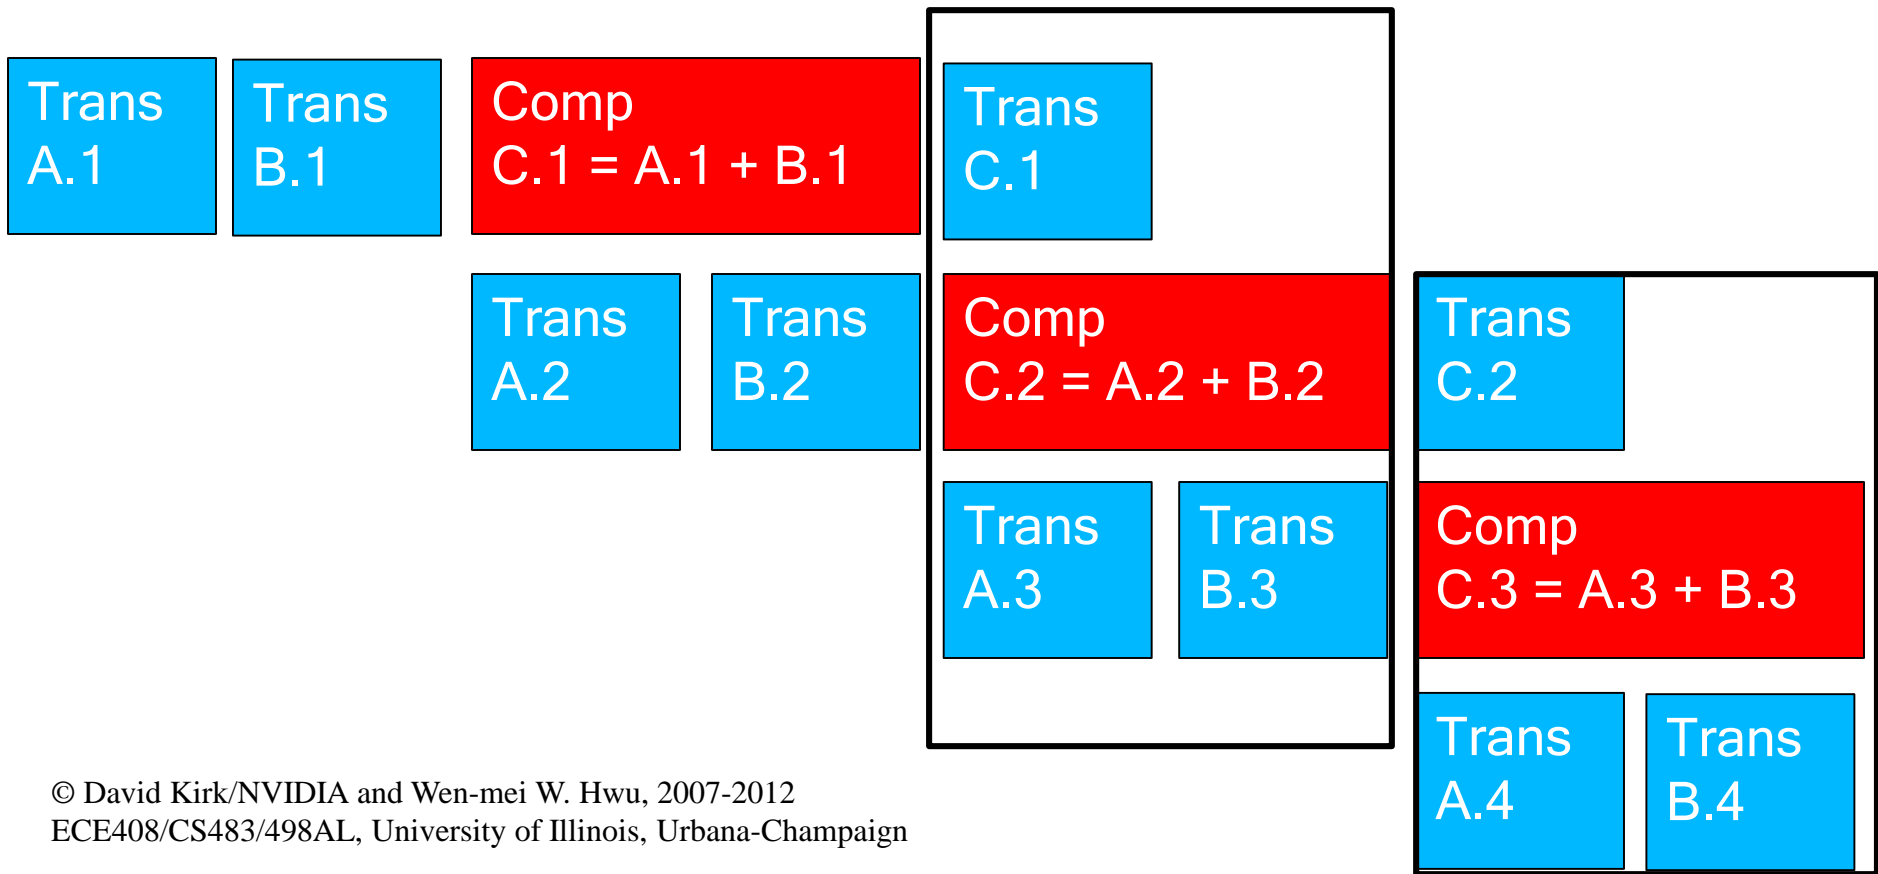 Trans
A.1
Trans
B.1
Comp
C.1 = A.1 + B.1
Trans
C.1
Trans
A.2
Trans
B.2
Comp
C.2 = A.2 + B.2
Trans
C.2
Trans
A.3
Trans
B.3
Comp
C.3 = A.3 + B.3
Trans
A.4
Trans
B.4
© David Kirk/NVIDIA and Wen-mei W. Hwu, 2007-2012
ECE408/CS483/498AL, University of Illinois, Urbana-Champaign